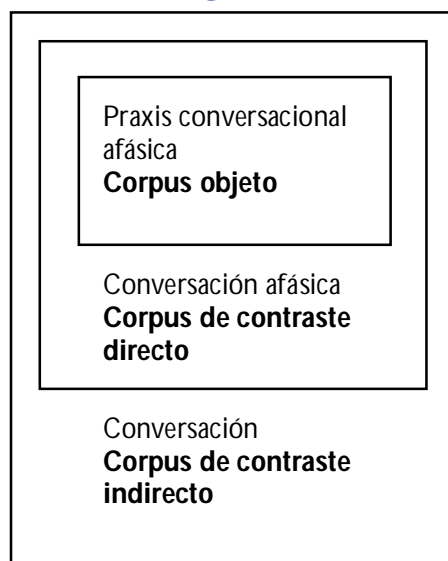 Praxis conversacional
afásica
Corpus objeto
Conversación afásica
Corpus de contraste
directo
Conversación
Corpus de contraste
indirecto